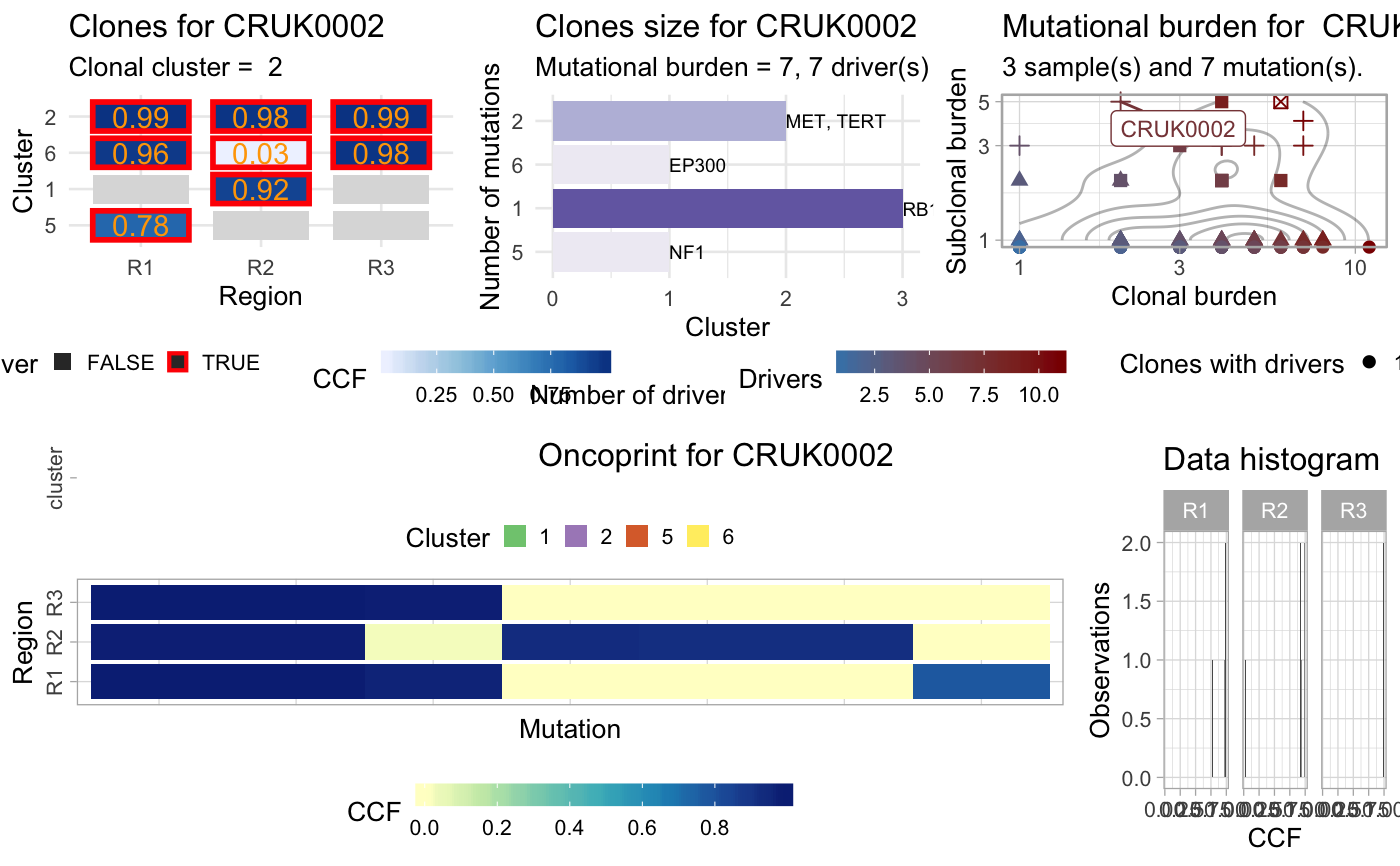 Clones for CRUK0002
Clonal cluster = 2
Cluster
2
6
1
5
0.99
0.98
0.99
0.96
0.03
0.98
0.92
0.78
R1
R2
R3
Region
Clones size for CRUK0002
Mutational burden = 7, 7 driver(s)
Number of mutations
2
6
1
5
MET, TERT
EP300
NF1
0
1
2
3
Cluster
Mutational burden for
3 sample(s) and 7 mutation(s).
Subclonal burden
5
3
1
CRUK0002
1
3
10
Clonal burden
FALSE
TRUE
CCF
0.25
0.50
0.75
Number of driver
Drivers
2.5
5.0
7.5
10.0
Clones with drivers
Oncoprint for CRUK0002
cluster
Cluster
1
2
5
6
Region
R3
R2
R1
Mutation
CCF
0.0
0.2
0.4
0.6
0.8
Data histogram
R1
R2
R3
Observations
2.0
1.5
1.0
0.5
0.0
CCF